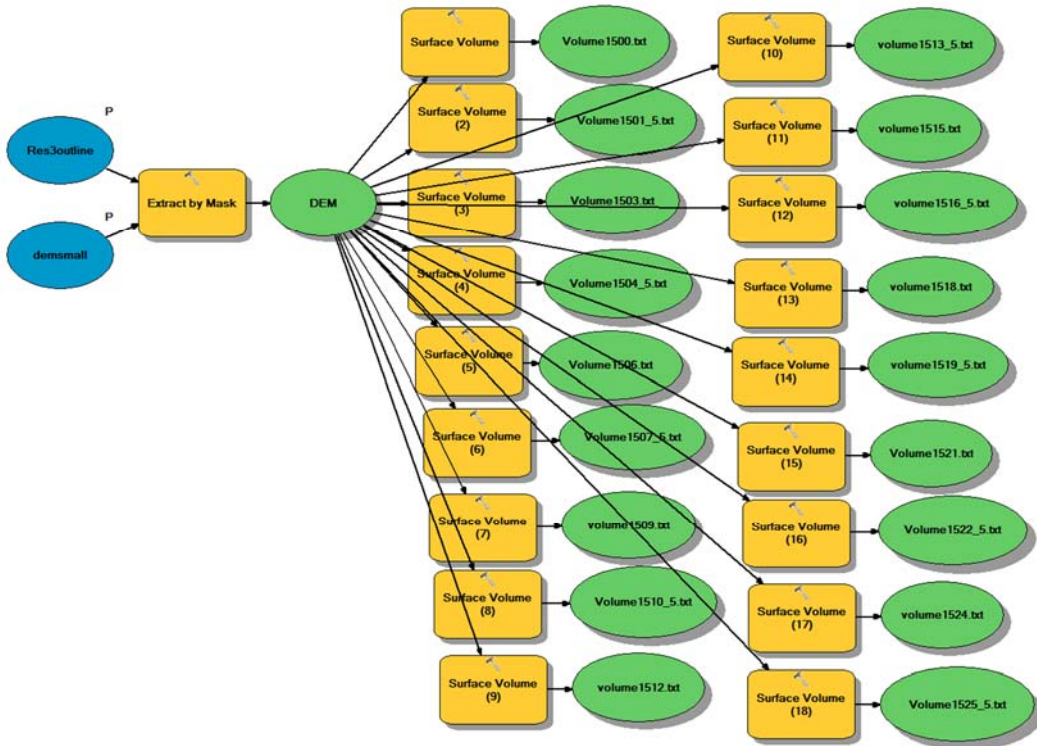 P
Res3outline
P
demsmall
Extract by Mask
DEM
Surface Volume
Volume1500.txt
Surface Volume
(2)
Volume1501_5.txt
Surface Volume
(3)
Volume1503.txt
Surface Volume
(4)
Volume1504_5.txt
Surface Volume
(5)
Volume1506.txt
Surface Volume
(6)
Volume1507_5.txt
Surface Volume
(7)
volume1509.txt
Surface Volume
(8)
Volume1510_5.txt
Surface Volume
(9)
volume1512.txt
Surface Volume
(10)
volume1513_5.txt
Surface Volume
(11)
volume1515.txt
Surface Volume
(12)
volume1516_5.txt
Surface Volume
(13)
volume1518.txt
Surface Volume
(14)
volume1519_5.txt
Surface Volume
(15)
Volume1521.txt
Surface Volume
(16)
Volume1522_5.txt
Surface Volume
(17)
volume1524.txt
Surface Volume
(18)
Volume1525_5.txt